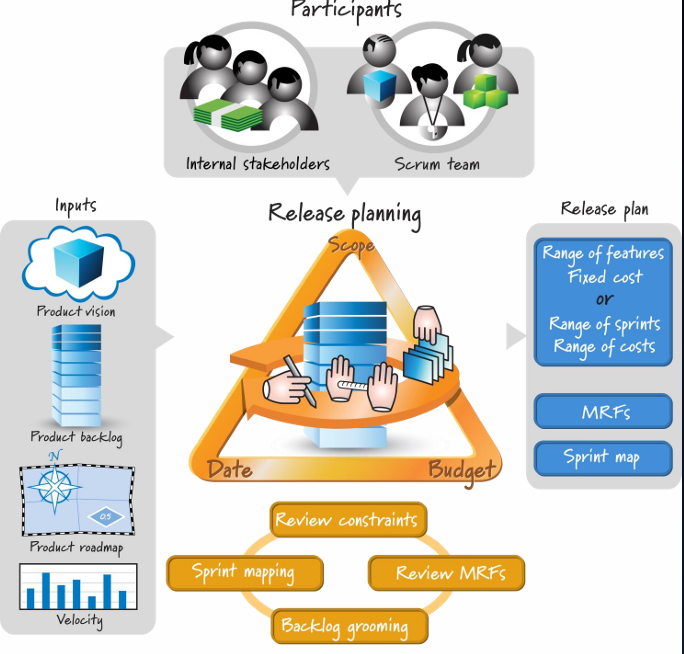 Participants
Internal stakeholders
Scrum team
Inputs
Product vision
Product backlog
N
0.5
Product roadmap
Velocity
Release planning
Scope
Date
Budget
Review constraints
Sprint mapping
Review MRFs
Backlog grooming
Release plan
Range of features
Fixed cost
or
Range of sprints
Range of costs
MRFs
Sprint map